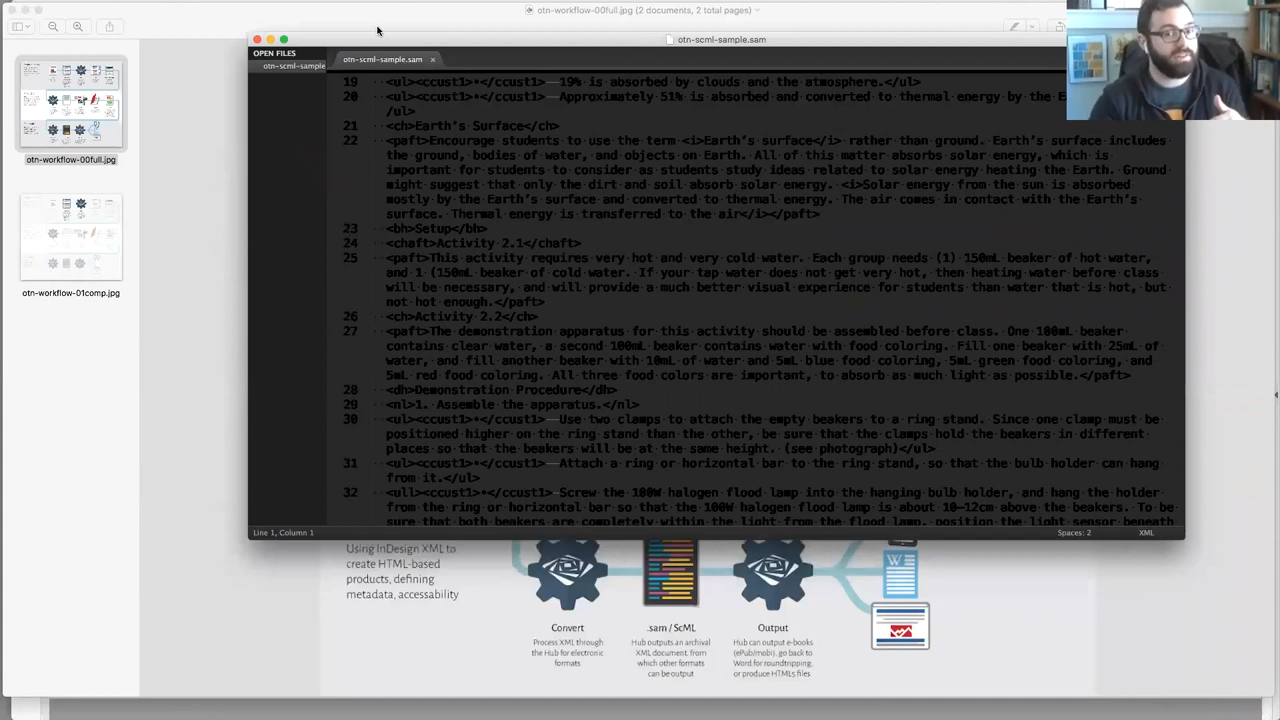 otn-workflow-00full.jpg (2 documents, 2 total pages)
otn-scml-sample.sam
OPEN FILES
otn-scml-sample
otn-scml-sample.sam ×
otn-workflow-00full.jpg
otn-workflow-01comp.jpg
19 <ul><ccust1>•</ccust1>—19% is absorbed by clouds and the atmosphere.</ul>
20 <ul><ccust1>•</ccust1>—Approximately 51% is absorbed and converted to thermal energy by the
/ul>
21 <ch>Earth's Surface</ch>
22 <paft>Encourage students to use the term <i>Earth's surface</i> rather than ground. Earth's surface includes
the ground, bodies of water, and objects on Earth. All of this matter absorbs solar energy, which is
important for students to consider as students study ideas related to solar energy heating the Earth. Ground
might suggest that only the dirt and soil absorb solar energy. <i>Solar energy from the sun is absorbed
mostly by the Earth's surface and converted to thermal energy. The air comes in contact with the Earth's
surface. Thermal energy is transferred to the air</i></paft>
23 <bh>Setup</bh>
24 <chaft>Activity 2.1</chaft>
25 <paft>This activity requires very hot and very cold water. Each group needs (1) 150mL beaker of hot water,
and 1 (150mL beaker of cold water. If your tap water does not get very hot, then heating water before class
will be necessary, and will provide a much better visual experience for students than water that is hot, but
not hot enough.</paft>
26 <ch>Activity 2.2</ch>
27 <paft>The demonstration apparatus for this activity should be assembled before class. One 100mL beaker
contains clear water, a second 100mL beaker contains water with food coloring. Fill one beaker with 25mL of
water, and fill another beaker with 10mL of water and 5mL blue food coloring, 5mL green food coloring, and
5mL red food coloring. All three food colors are important, to absorb as much light as possible.</paft>
28 <dh>Demonstration Procedure</dh>
29 <nl>1. Assemble the apparatus.</nl>
30 <ul><ccust1>•</ccust1>—Use two clamps to attach the empty beakers to a ring stand. Since one clamp must be
positioned higher on the ring stand than the other, be sure that the clamps hold the beakers in different
places so that the beakers will be at the same height. (see photograph)</ul>
31 <ul><ccust1>•</ccust1>—Attach a ring or horizontal bar to the ring stand, so that the bulb holder can hang
from it.</ul>
32 <ull><ccust1>•</ccust1>—Screw the 100W halogen flood lamp into the hanging bulb holder, and hang the holder
from the ring or horizontal bar so that the 100W halogen flood lamp is about 10–12cm above the beakers. To be
sure that both beakers are completely within the light from the flood lamp, position the light sensor beneath
Line 1, Column 1
Spaces: 2
XML
Using InDesign XML to
create HTML-based
products, defining
metadata, accessability
Convert
Process XML through
the Hub for electronic
formats
.sam / ScML
Hub outputs an archival
XML document, from
which other formats
can be output
Output
Hub can output e-books
(ePub/mobi), go back to
Word for roundtripping,
or produce HTMLs files
W